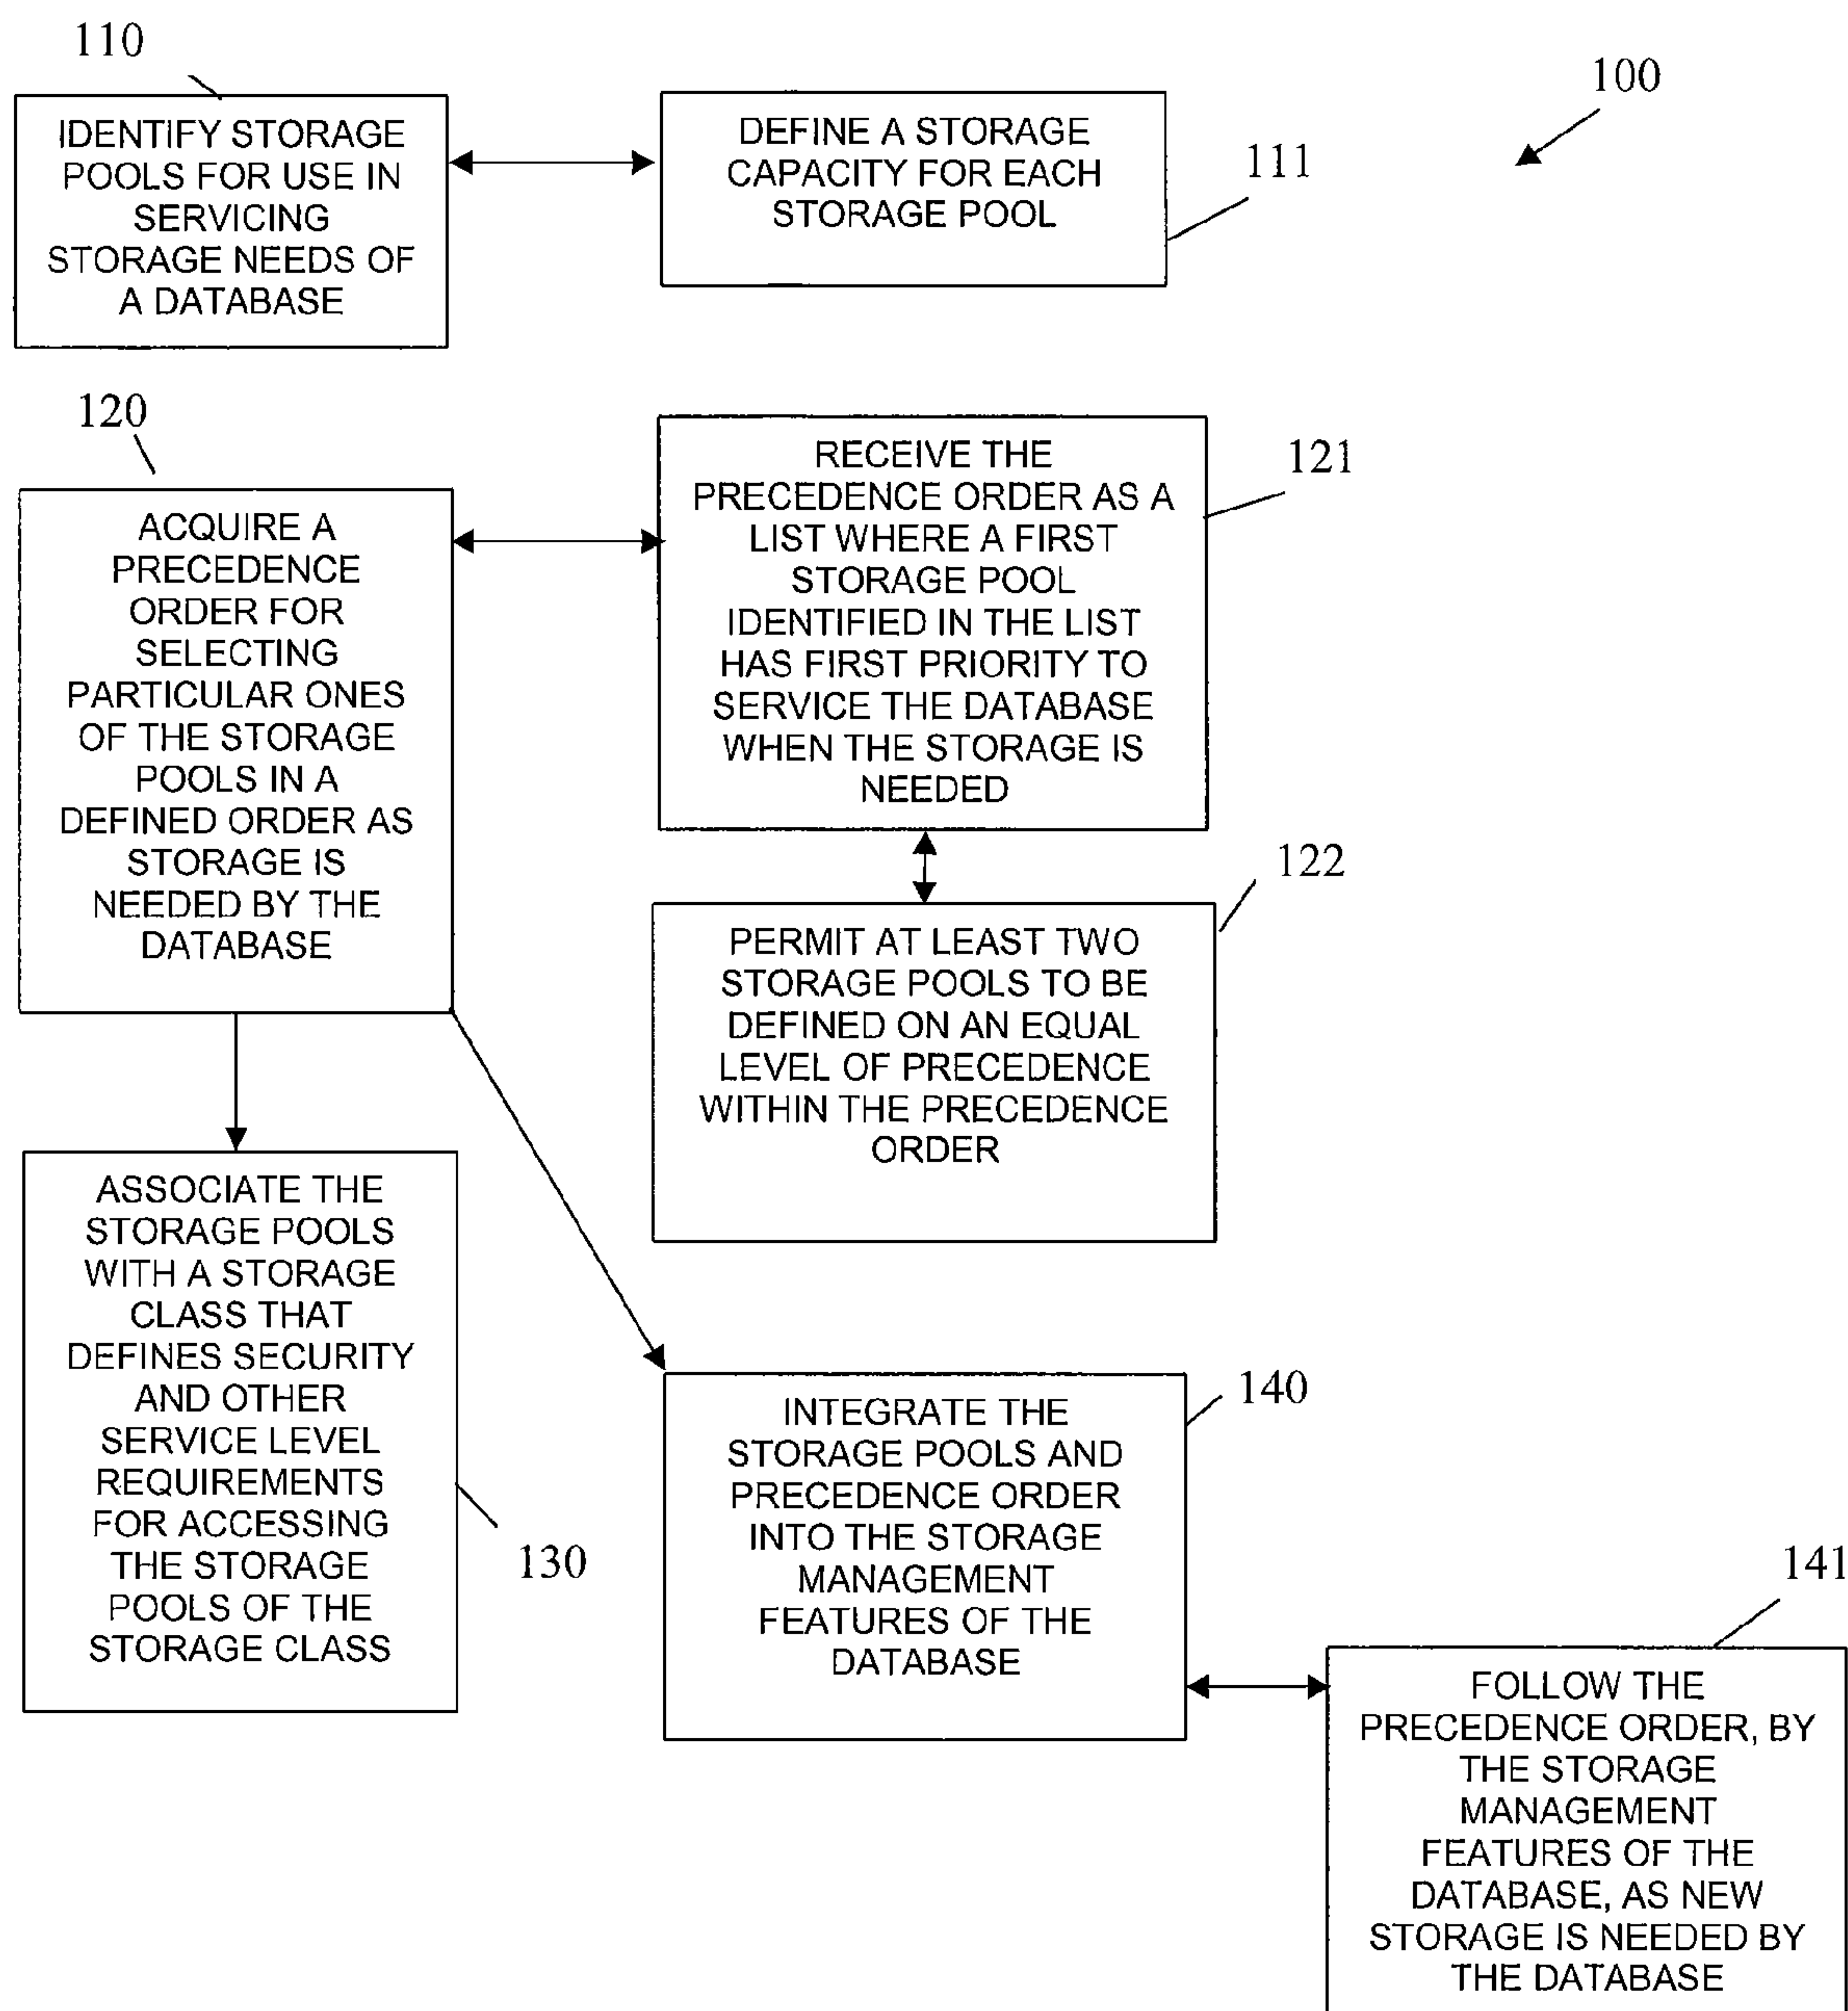 110
IDENTIFY STORAGE
POOLS FOR USE IN
SERVICING
STORAGE NEEDS OF
A DATABASE
DEFINE A STORAGE
CAPACITY FOR EACH
STORAGE POOL
111
100
120
ACQUIRE A
PRECEDENCE
ORDER FOR
SELECTING
PARTICULAR ONES
OF THE STORAGE
POOLS IN A
DEFINED ORDER AS
STORAGE IS
NEEDED BY THE
DATABASE
RECEIVE THE
PRECEDENCE ORDER AS A
LIST WHERE A FIRST
STORAGE POOL
IDENTIFIED IN THE LIST
HAS FIRST PRIORITY TO
SERVICE THE DATABASE
WHEN THE STORAGE IS
NEEDED
121
122
PERMIT AT LEAST TWO
STORAGE POOLS TO BE
DEFINED ON AN EQUAL
LEVEL OF PRECEDENCE
WITHIN THE PRECEDENCE
ORDER
ASSOCIATE THE
STORAGE POOLS
WITH A STORAGE
CLASS THAT
DEFINES SECURITY
AND OTHER
SERVICE LEVEL
REQUIREMENTS
FOR ACCESSING
THE STORAGE
POOLS OF THE
STORAGE CLASS
130
INTEGRATE THE
STORAGE POOLS AND
PRECEDENCE ORDER
INTO THE STORAGE
MANAGEMENT
FEATURES OF THE
DATABASE
140
141
FOLLOW THE
PRECEDENCE ORDER, BY
THE STORAGE
MANAGEMENT
FEATURES OF THE
DATABASE, AS NEW
STORAGE IS NEEDED BY
THE DATABASE